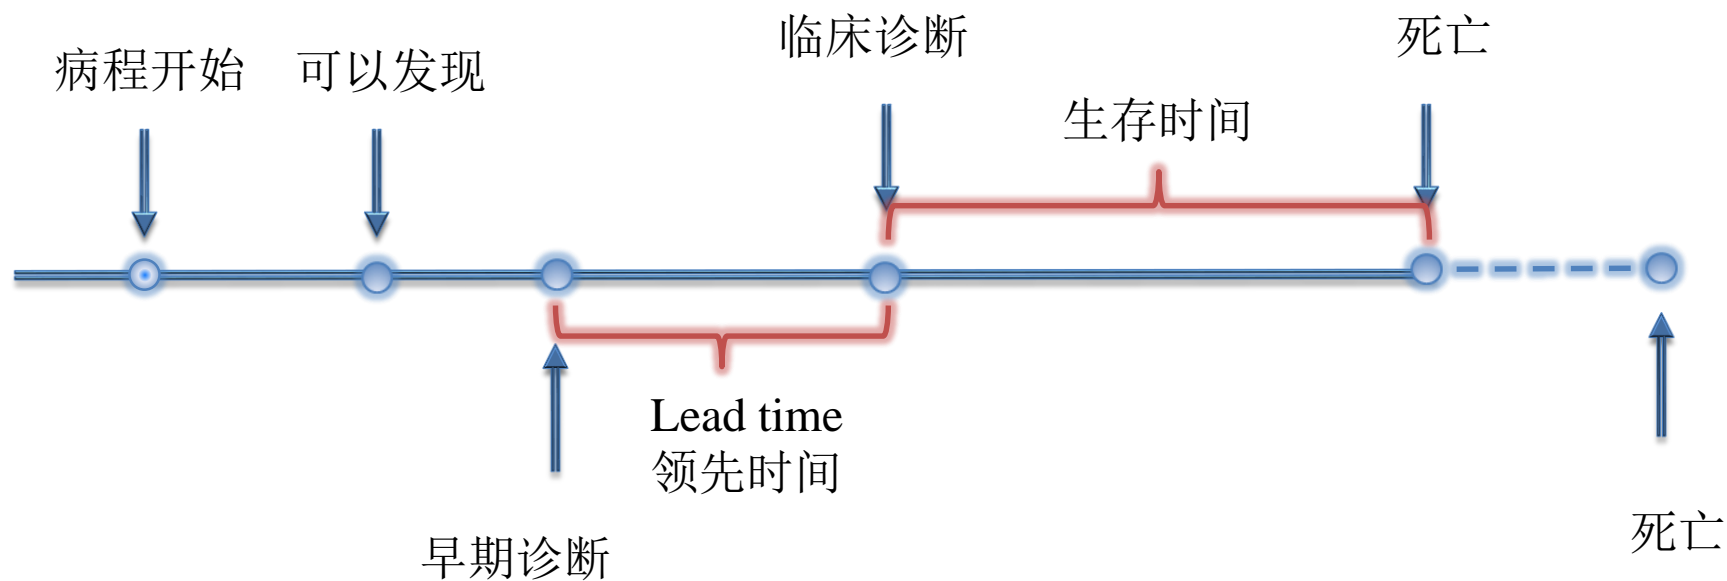 病程开始
可以发现
临床诊断
死亡
生存时间
Lead time
领先时间
早期诊断
死亡